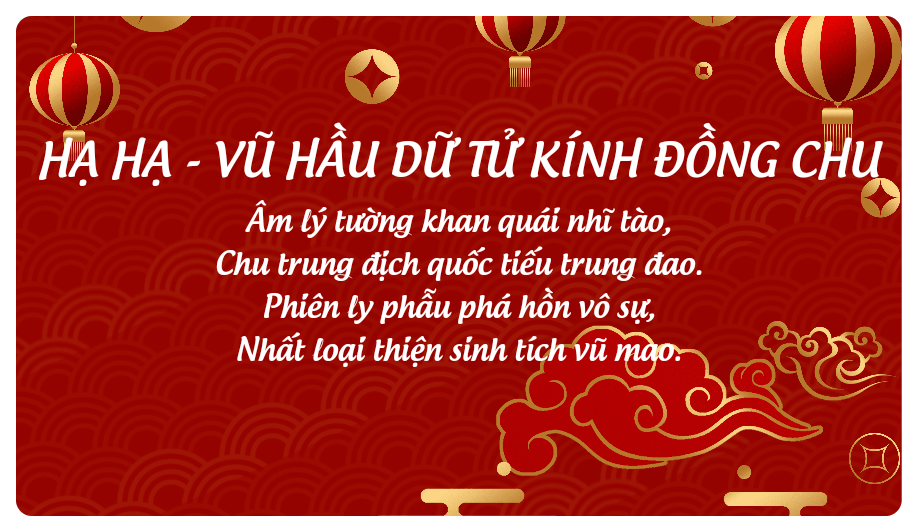 HẠ HẠ - VŨ HẦU DỮ TỬ KÍNH ĐỒNG CHU
Âm lý tường khan quái nhĩ tào,
Chu trung địch quốc tiếu trung đao.
Phiên ly phẫu phá hồn vô sự,
Nhất loại thiện sinh tích vũ mao.